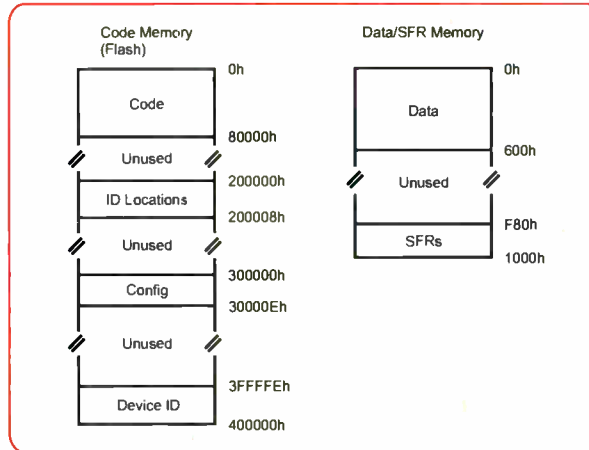 Code Memory
(Flash)
0h
Code
80000h
Unused
200000h
ID Locations
200008h
Unused
300000h
Config
30000Eh
Unused
3FFFFEh
Device ID
400000h
Data/SFR Memory
0h
Data
600h
Unused
F80h
SFRs
1000h